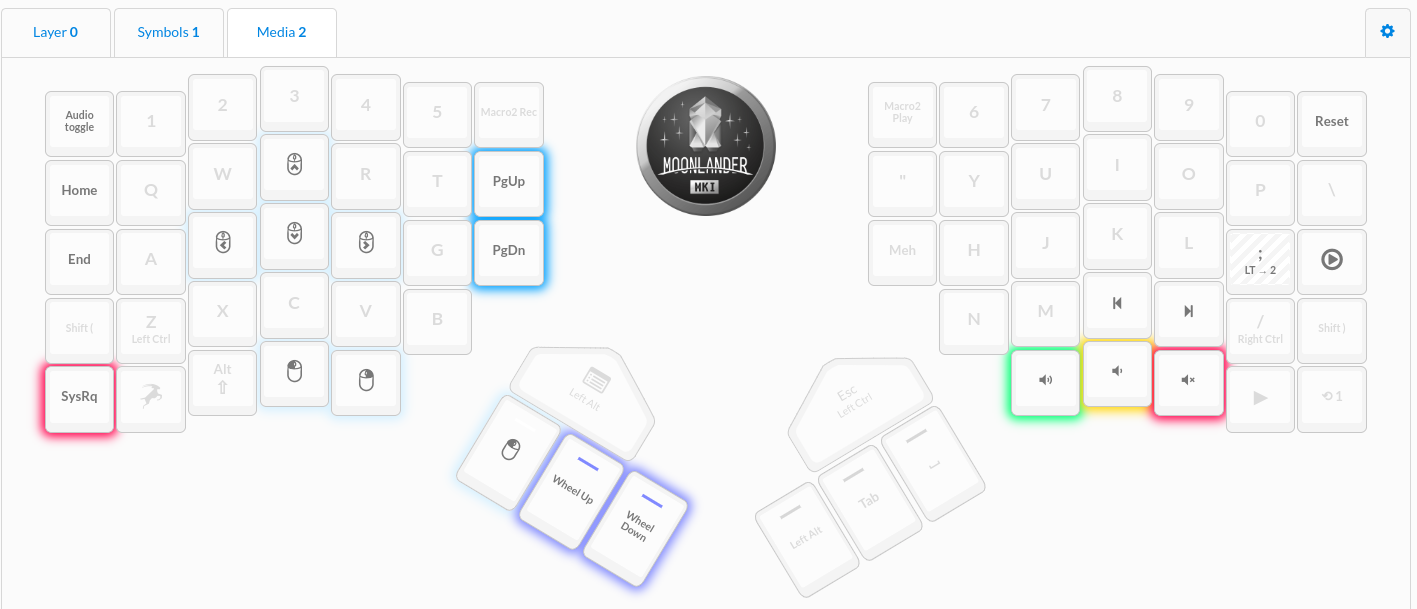 Layer 0
Symbols 1
Media 2
Audio
toggle
1
2
3
4
5
Macro2 Rec
Home
Q
W
R
T
PgUp
End
A
G
PgDn
Shift (
Z
Left Ctrl
X
C
V
B
SysRq
Alt
⇧
Left Alt
Wheel Up
Wheel
Down
MOONLANDER
MKI
Macro2
Play
6
7
8
9
0
Reset
"
Y
U
I
O
P
\
Meh
H
J
K
L
;
LT → 2
N
M
/
Right Ctrl
Shift )
1
Esc
Left Ctrl
Left Alt
Tab